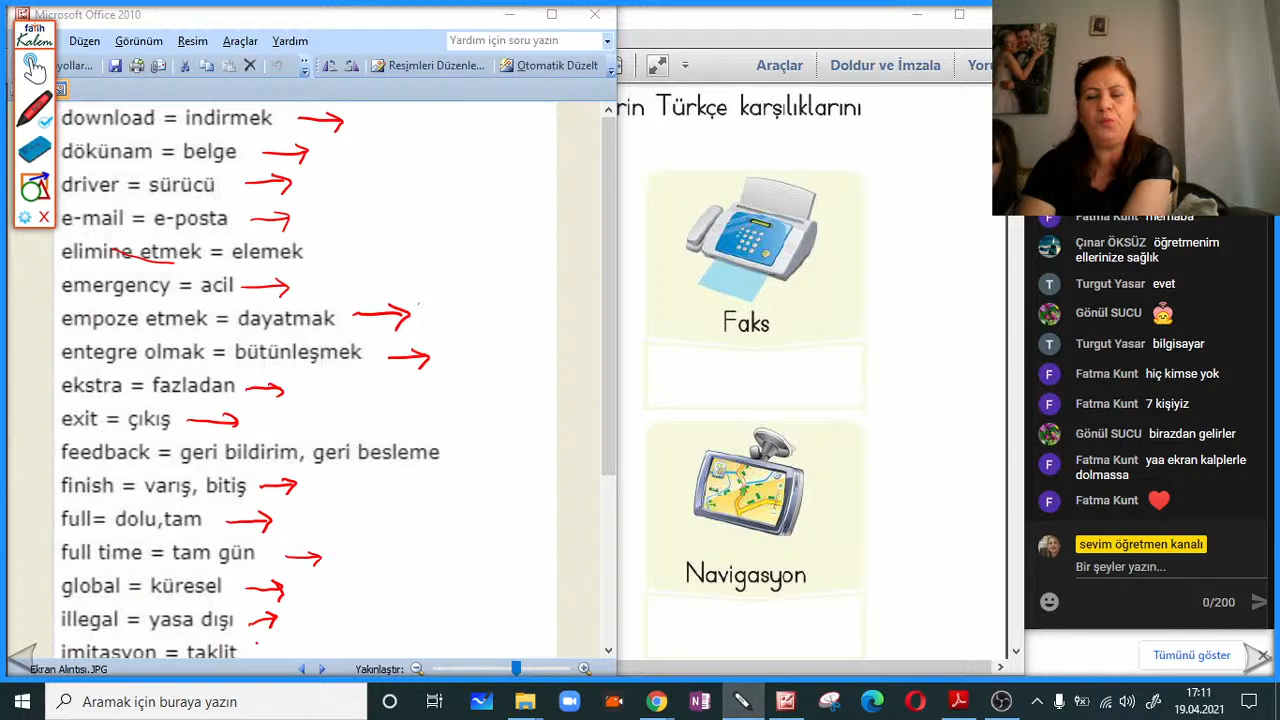 Microsoft Office 2010
fatih
Kalem
Düzen Görünüm Resim Araçlar Yardım
Yardım için soru yazın
yollar...
Resimleri Düzenle...
Otomatik Düzelt
Araçlar
Doldur ve İmzala
download = indirmek
dökünam = belge
driver = sürücü
e-mail = e-posta
elimine etmek = elemek
emergency = acil
empoze etmek = dayatmak
entegre olmak = bütünleşmek
ekstra = fazladan
exit = çıkış
feedback = geri bildirim, geri besleme
finish = varış, bitiş
full= dolu,tam
full time = tam gün
global = küresel
illegal = yasa dışı
imitasyon = taklit
Ekran Alıntısı.JPG
Yakınlaştır:
rin Türkçe karşılıklarını
Faks
Navigasyon
Fatma Kunt merhaba
Çınar ÖKSÜZ öğretmenim
ellerinize sağlık
Turgut Yasar evet
Gönül SUCU
Turgut Yasar bilgisayar
Fatma Kunt hiç kimse yok
Fatma Kunt 7 kişiyiz
Gönül SUCU birazdan gelirler
Fatma Kunt yaa ekran kalplerle
dolmassa
Fatma Kunt
sevim öğretmen kanalı
Bir şeyler yazın...
0/200
Tümünü göster
Aramak için buraya yazın
17:11
19.04.2021